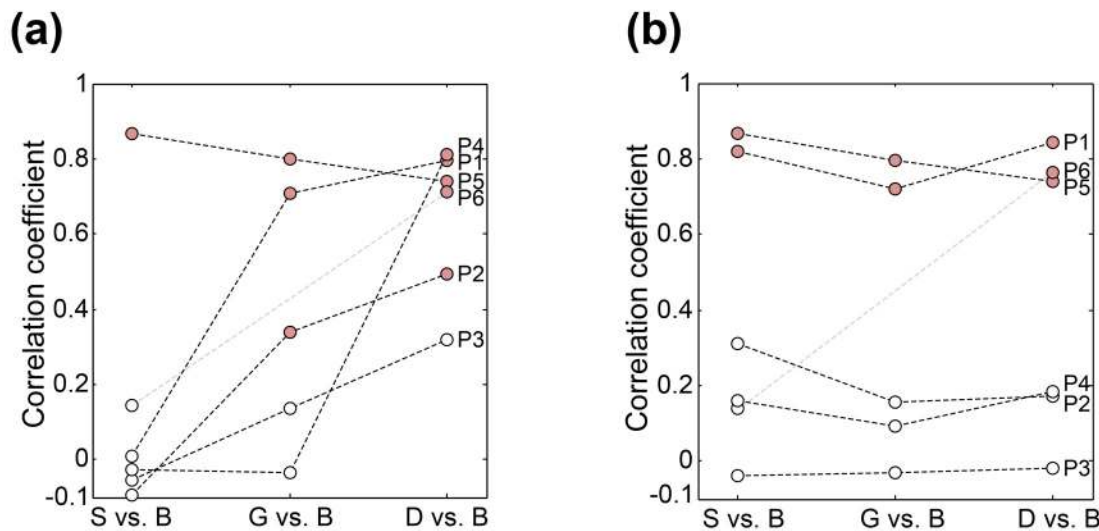 (a)
(b)
Correlation coefficient
1
0.8
0.6
0.4
0.2
0
-0.1
S vs. B G vs. B D vs. B
P4
P1
P5
P6
P2
P3
Correlation coefficient
1
0.8
0.6
0.4
0.2
0
-0.1
S vs. B G vs. B D vs. B
P1
P6
P5
P4
P2
P3